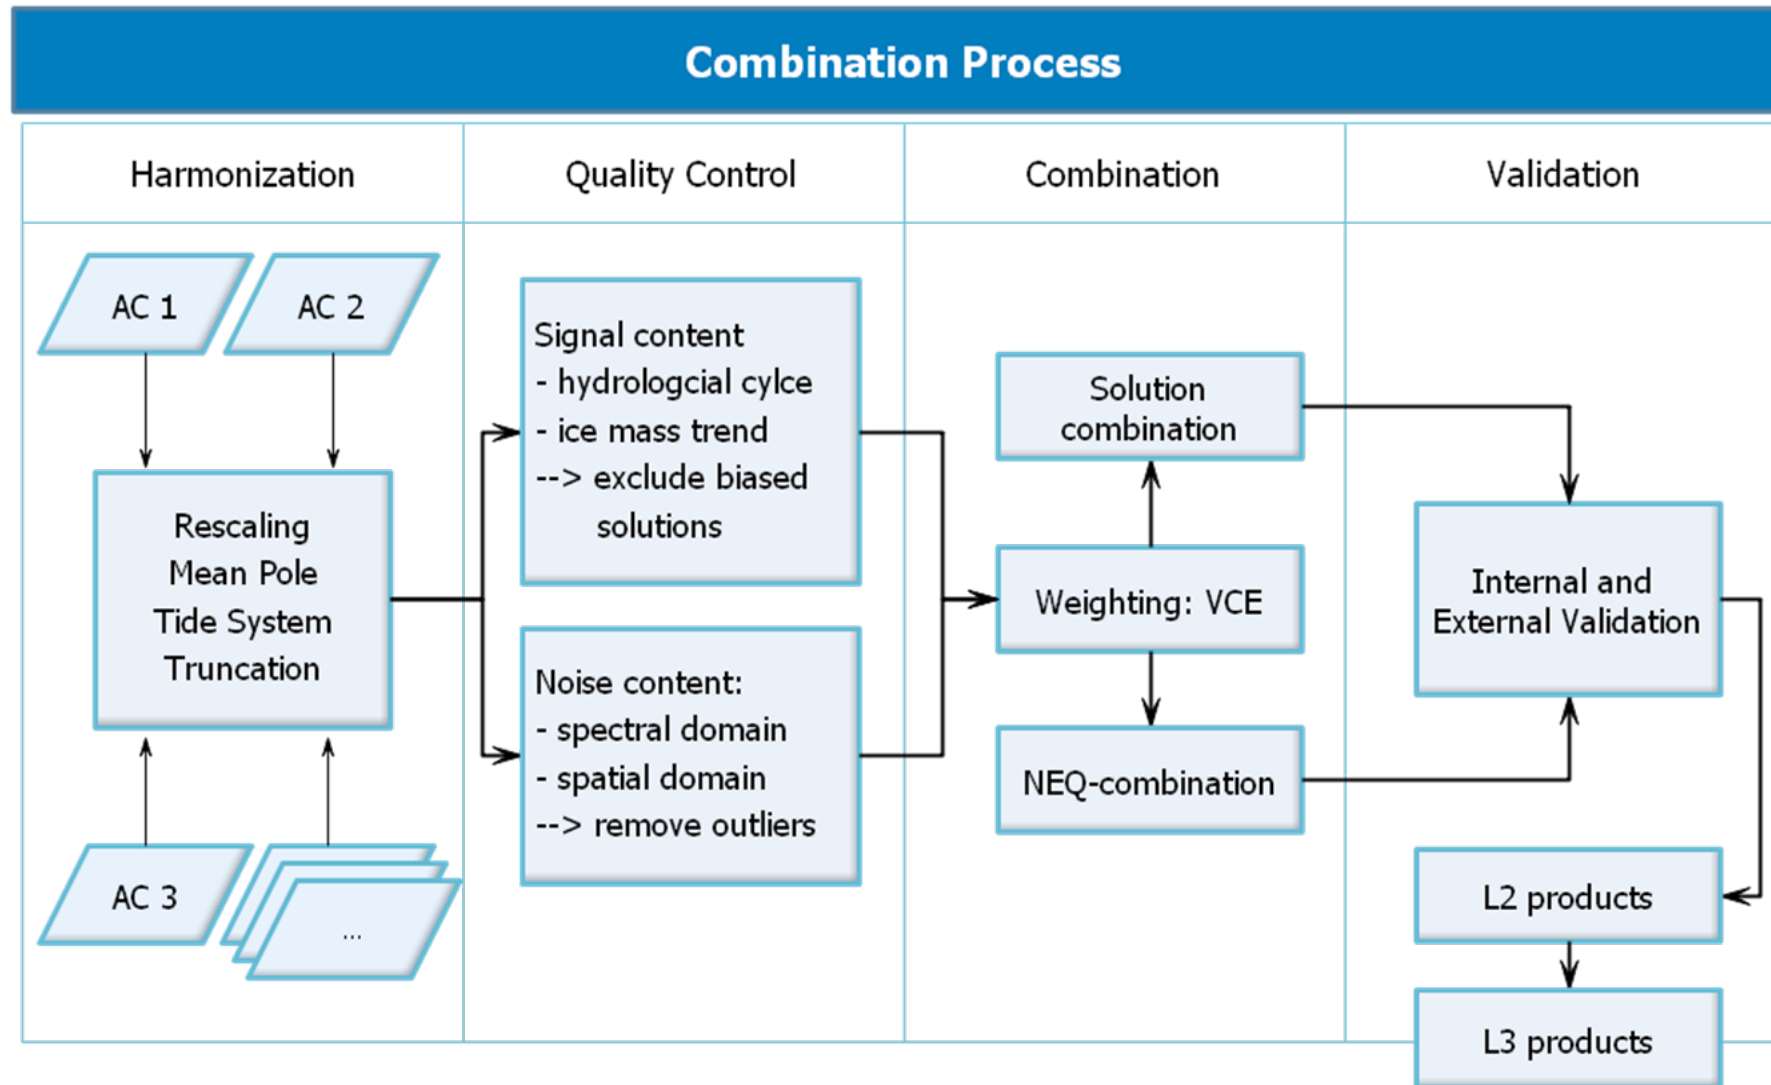 Combination Process
Harmonization
Quality Control
Combination
Validation
AC 1
AC 2
Rescaling
Mean Pole
Tide System
Truncation
AC 3
...
Signal content
- hydrologcial cylce
- ice mass trend
--> exclude biased
solutions
Noise content:
- spectral domain
- spatial domain
--> remove outliers
Solution
combination
Weighting: VCE
NEQ-combination
Internal and
External Validation
L2 products
L3 products